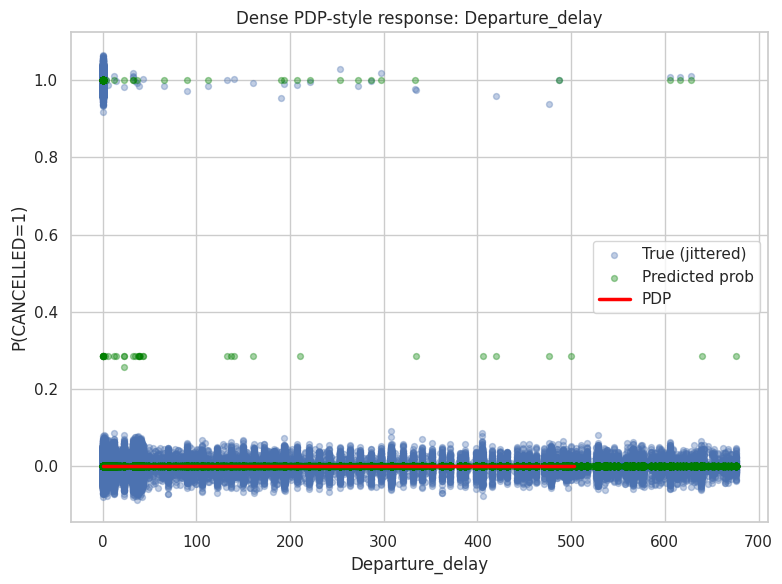 Dense PDP-style response: Departure_delay
P(CANCELLED=1)
1.0
0.8
0.6
0.4
0.2
0.0
True (jittered)
Predicted prob
PDP
0 100 200 300 400 500 600 700
Departure_delay